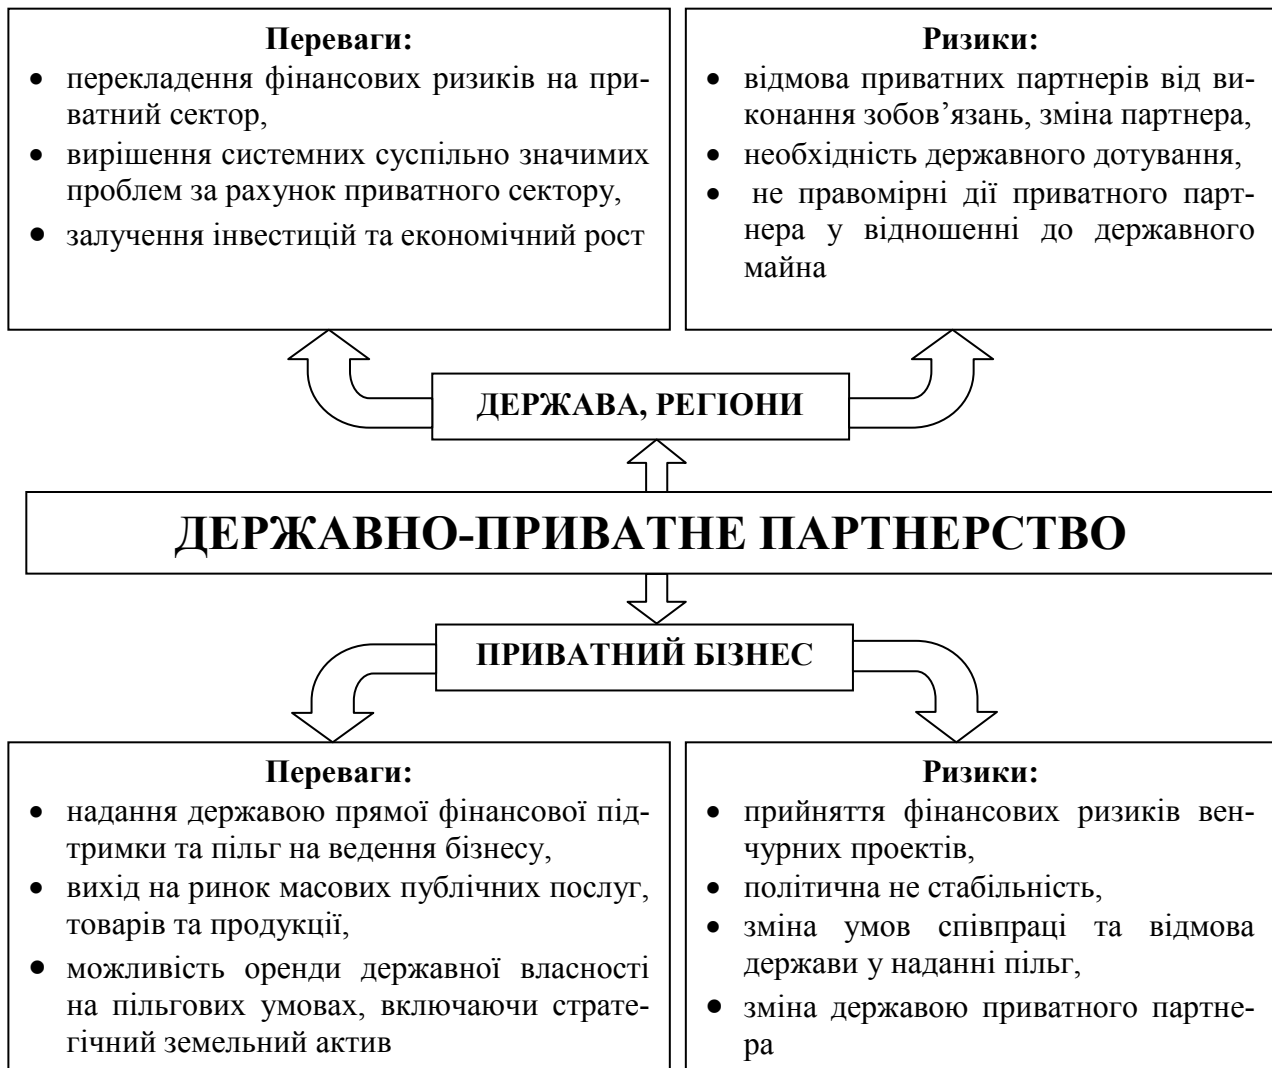 Переваги:
• перекладення фінансових ризиків на при-
ватний сектор,
• вирішення системних суспільно значимих
проблем за рахунок приватного сектору,
• залучення інвестицій та економічний рост
Ризики:
• відмова приватних партнерів від ви-
конання зобов’язань, зміна партнера,
• необхідність державного дотування,
• не правомірні дії приватного парт-
нера у відношенні до державного
майна
ДЕРЖАВА, РЕГІОНИ
ДЕРЖАВНО-ПРИВАТНЕ ПАРТНЕРСТВО
ПРИВАТНИЙ БІЗНЕС
Переваги:
• надання державою прямої фінансової під-
тримки та пільг на ведення бізнесу,
• вихід на ринок масових публічних послуг,
товарів та продукції,
• можливість оренди державної власності
на пільгових умовах, включаючи страте-
гічний земельний актив
Ризики:
• прийняття фінансових ризиків вен-
чурних проектів,
• політична не стабільність,
• зміна умов співпраці та відмова
держави у наданні пільг,
• зміна державою приватного партне-
ра